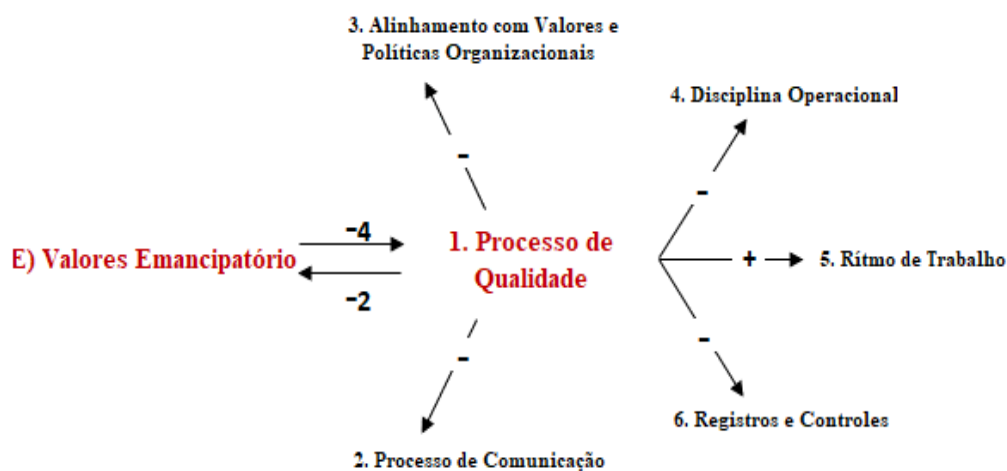 3. Alinhamento com Valores e
Políticas Organizacionais
4. Disciplina Operacional
-
-
-4
E) Valores Emancipatório
1. Processo de
Qualidade
+
5. Rítmo de Trabalho
-2
-
-
6. Registros e Controles
2. Processo de Comunicação